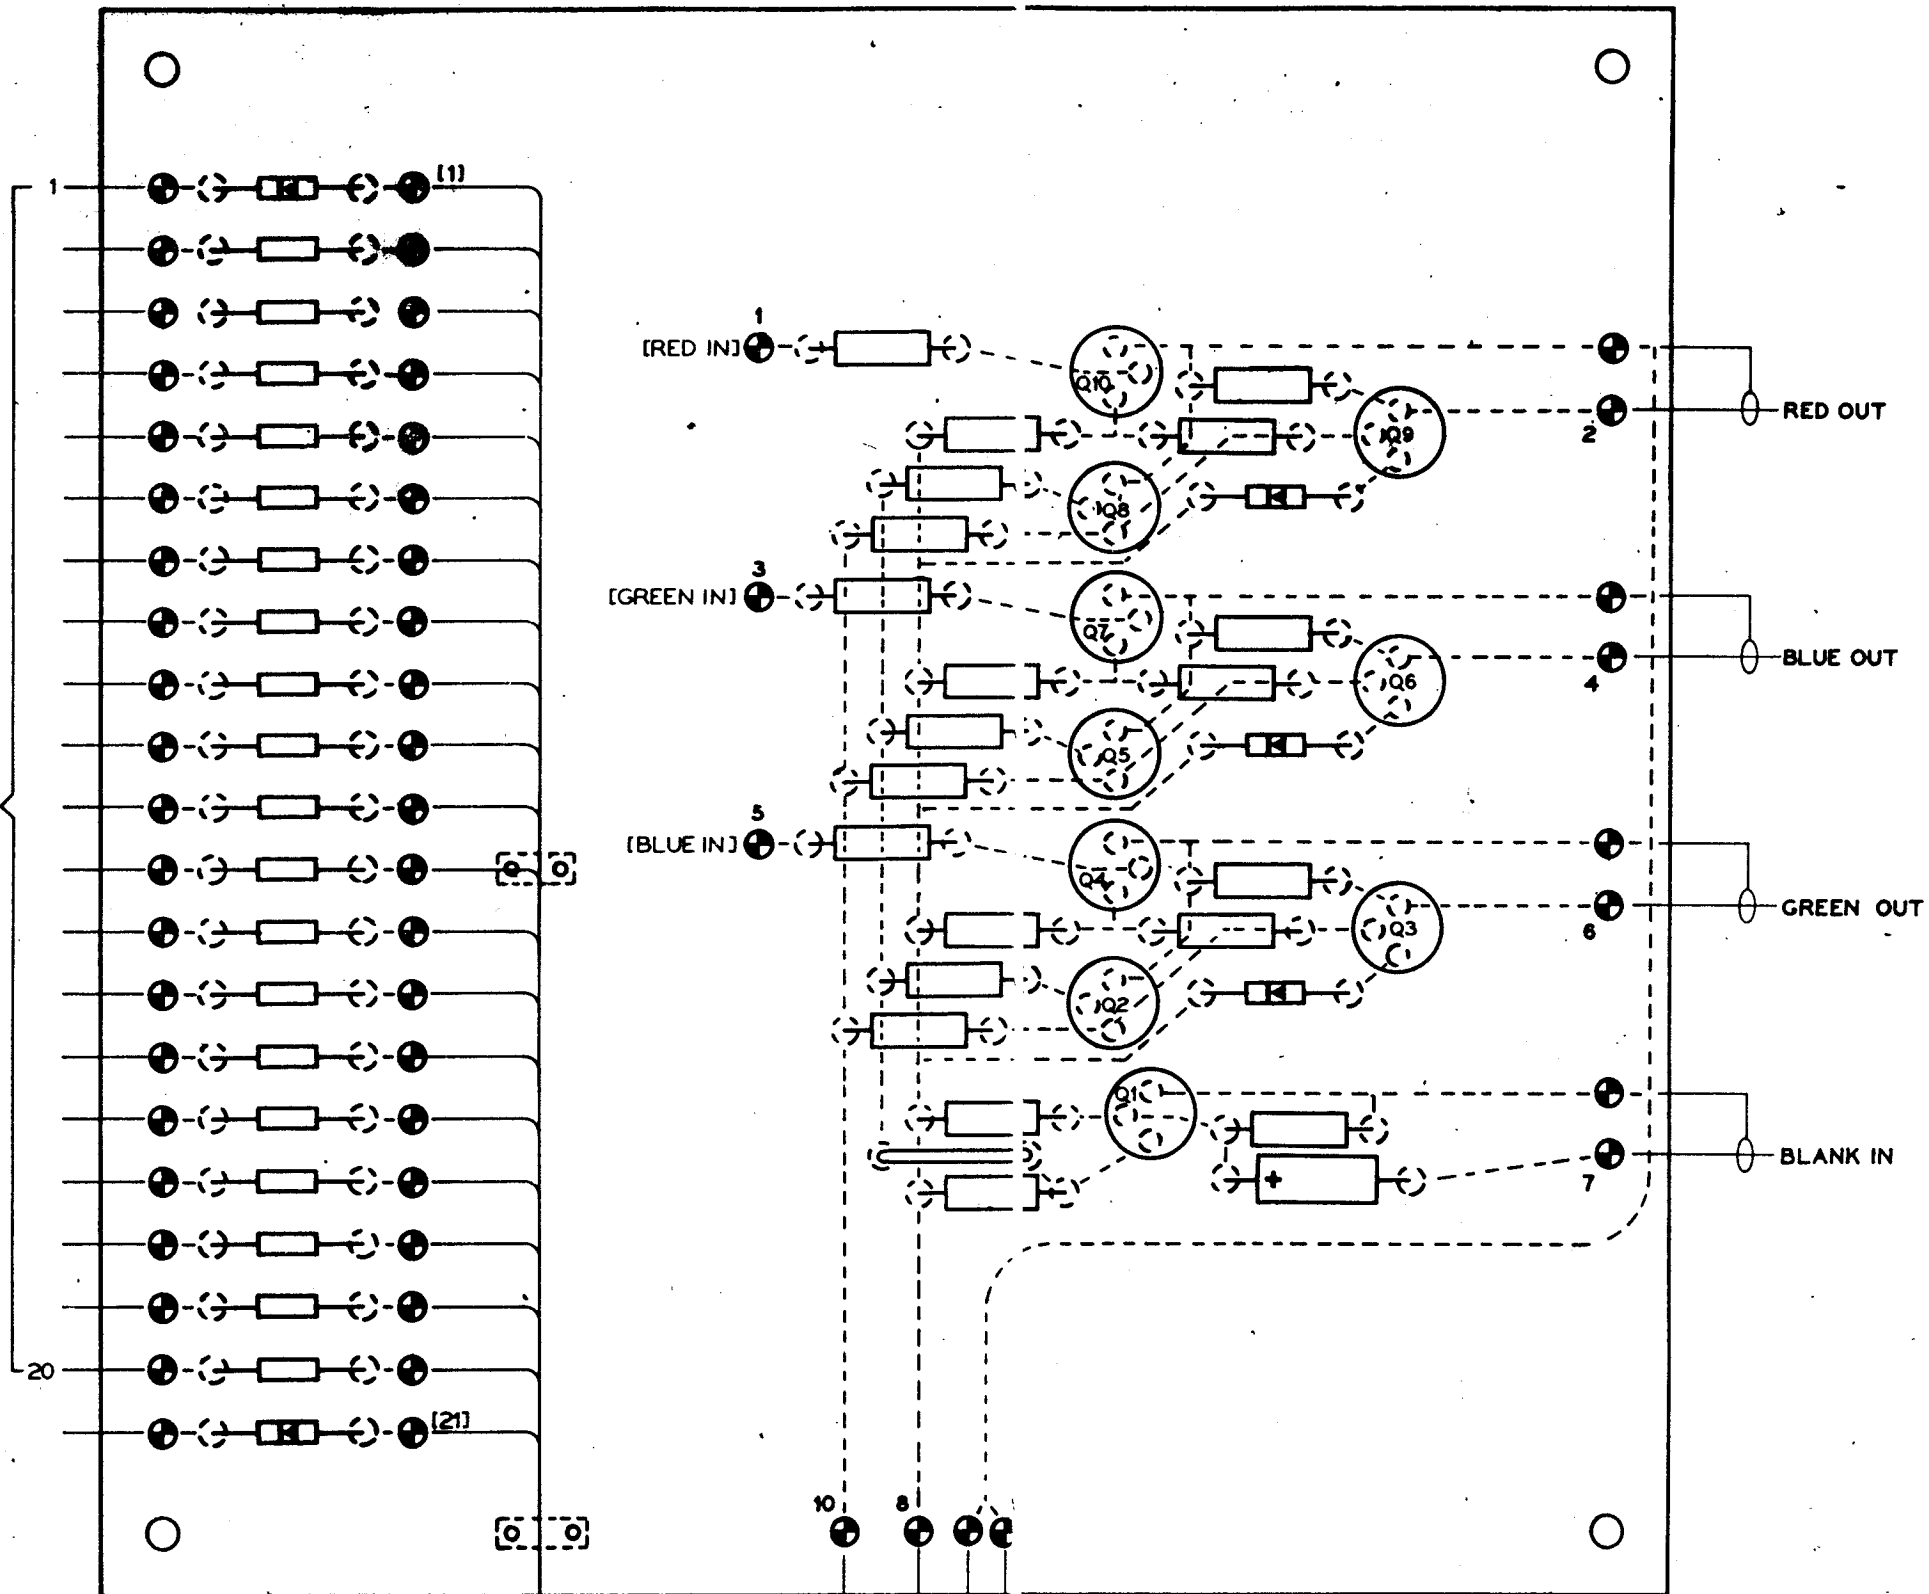 1
[1]
1
[RED IN]
Q10
RED OUT
2
Q9
Q8
3
[GREEN IN]
Q7
BLUE OUT
4
Q6
Q5
5
[BLUE IN]
Q4
GREEN OUT
6
Q3
Q2
Q1
BLANK IN
7
+
20
[21]
10
8